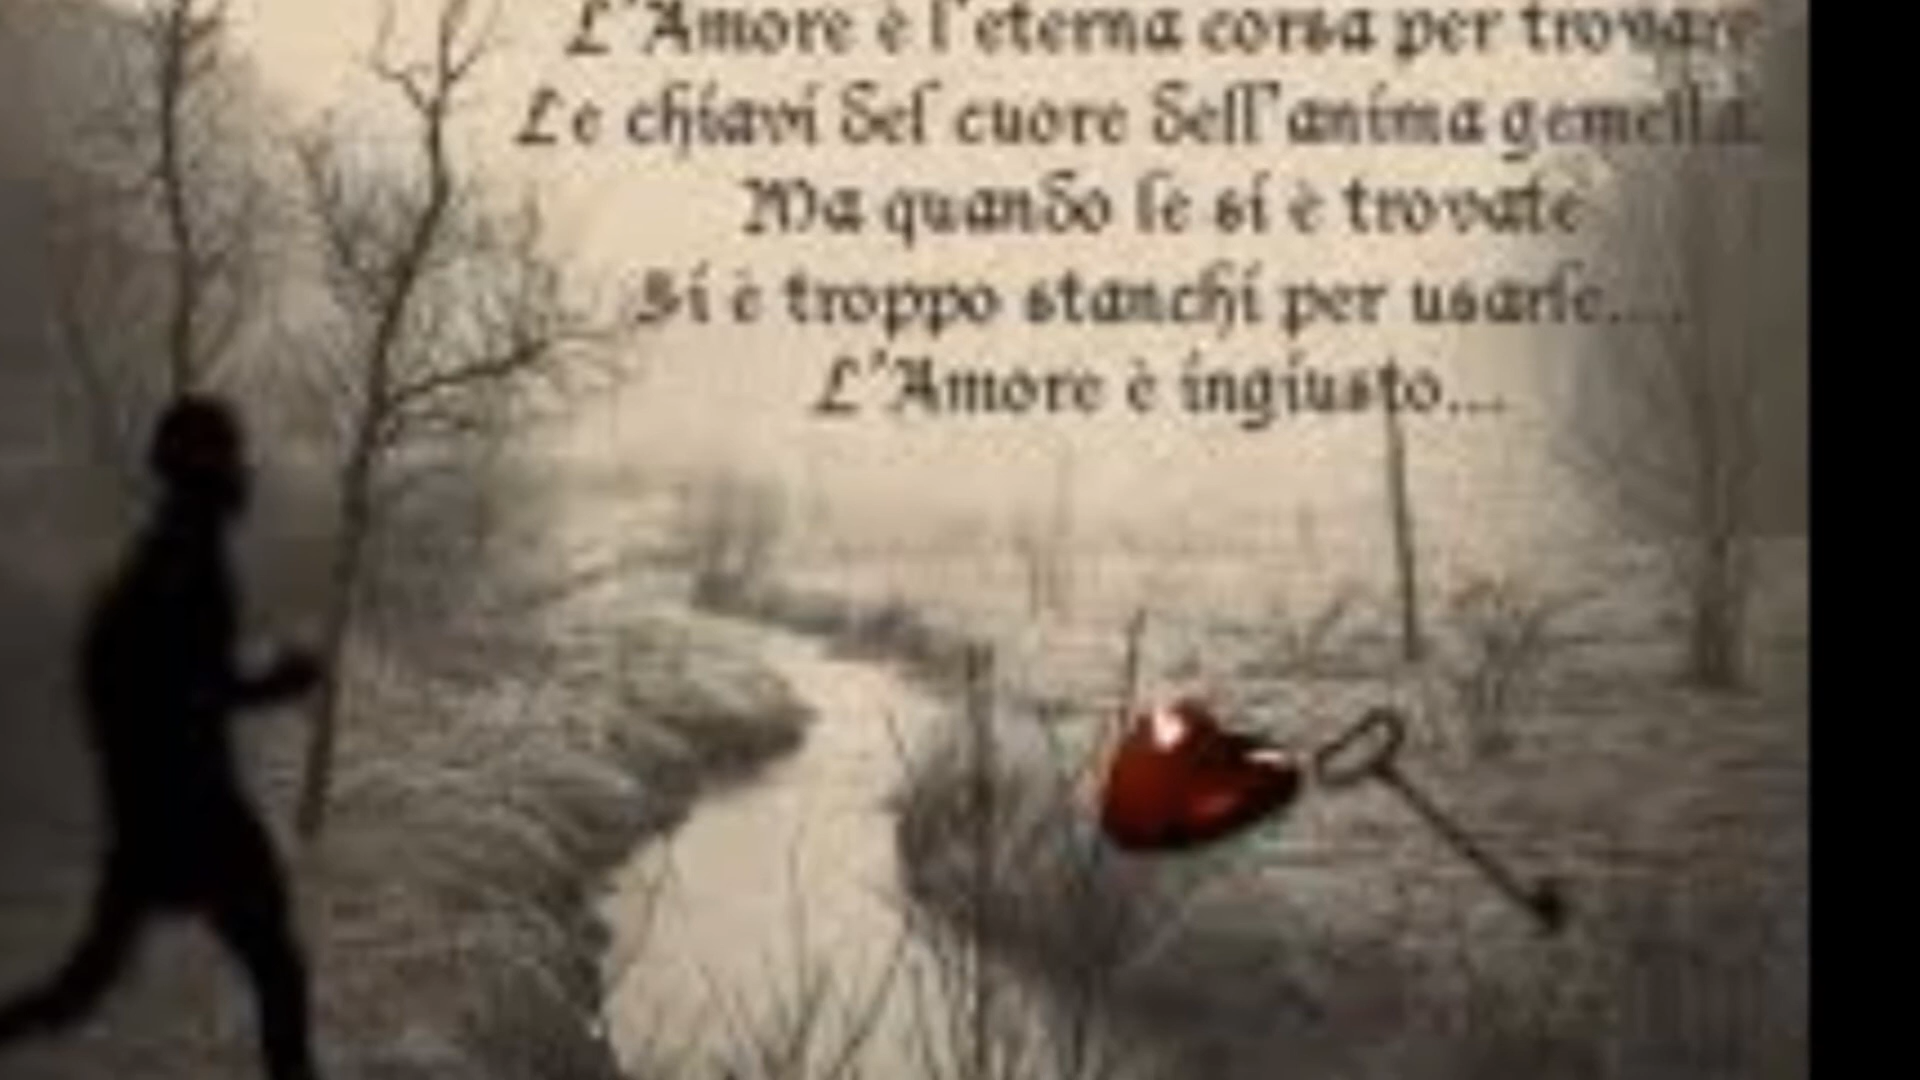 L'Amore è l'eterna corsa per trovare
Le chiavi del cuore dell'anima gemella.
Ma quando le si è trovate
Si è troppo stanchi per usarle....
L'Amore è ingiusto...